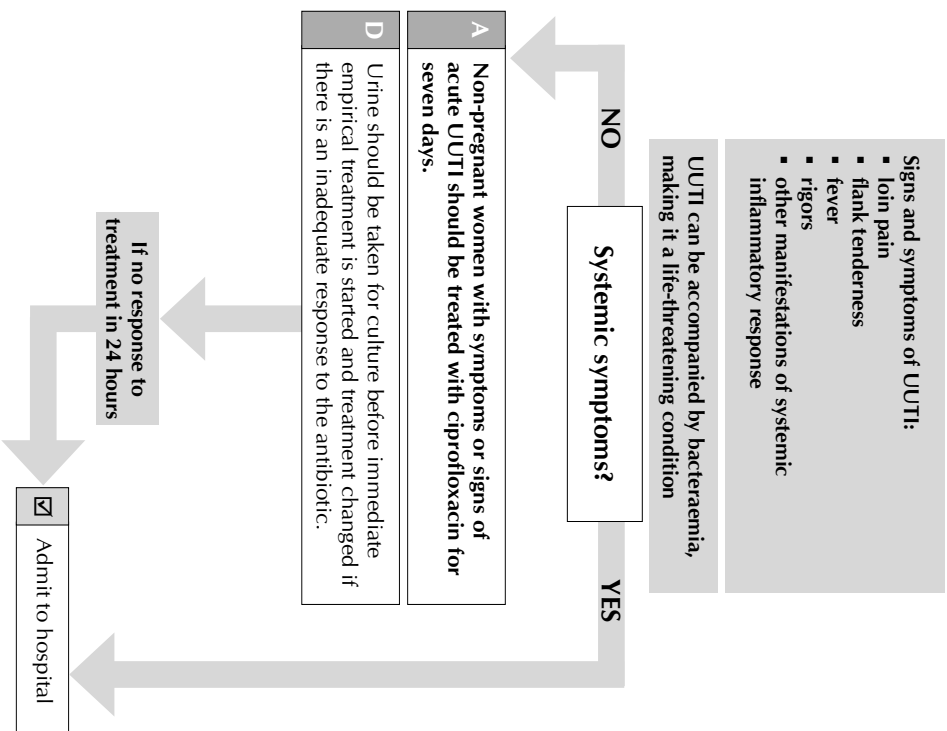 Signs and symptoms of UUTI:
▪ loin pain
▪ flank tenderness
▪ fever
▪ rigors
▪ other manifestations of systemic
inflammatory response
UUTI can be accompanied by bacteraemia,
making it a life-threatening condition
Systemic symptoms?
NO
YES
A
Non-pregnant women with symptoms or signs of
acute UUTI should be treated with ciprofloxacin for
seven days.
D
Urine should be taken for culture before immediate
empirical treatment is started and treatment changed if
there is an inadequate response to the antibiotic.
If no response to
treatment in 24 hours
☑ Admit to hospital